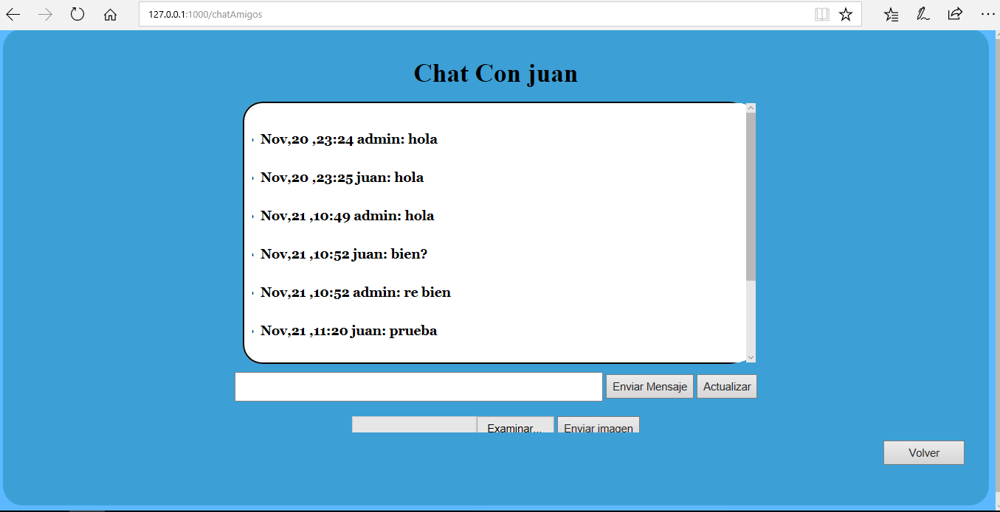 127.0.0.1:1000/chatAmigos
Chat Con juan
Nov,20 ,23:24 admin: hola
Nov,20 ,23:25 juan: hola
Nov,21 ,10:49 admin: hola
Nov,21 ,10:52 juan: bien?
Nov,21 ,10:52 admin: re bien
Nov,21 ,11:20 juan: prueba
Enviar Mensaje Actualizar
Examinar... Enviar imagen
Volver